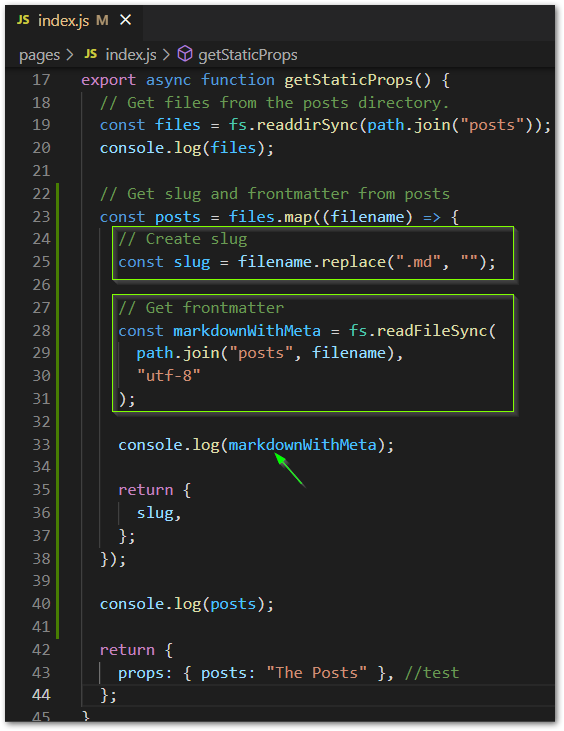 JS index.js M ×
pages > JS index.js > getStaticProps
17 export async function getStaticProps() {
18   // Get files from the posts directory.
19   const files = fs.readdirSync(path.join("posts"));
20   console.log(files);
21
22   // Get slug and frontmatter from posts
23   const posts = files.map((filename) => {
24     // Create slug
25     const slug = filename.replace(".md", "");
26
27     // Get frontmatter
28     const markdownWithMeta = fs.readFileSync(
29       path.join("posts", filename),
30       "utf-8"
31     );
32
33     console.log(markdownWithMeta);
34
35     return {
36       slug,
37     };
38   });
39
40   console.log(posts);
41
42   return {
43     props: { posts: "The Posts" }, //test
44   };
45 }